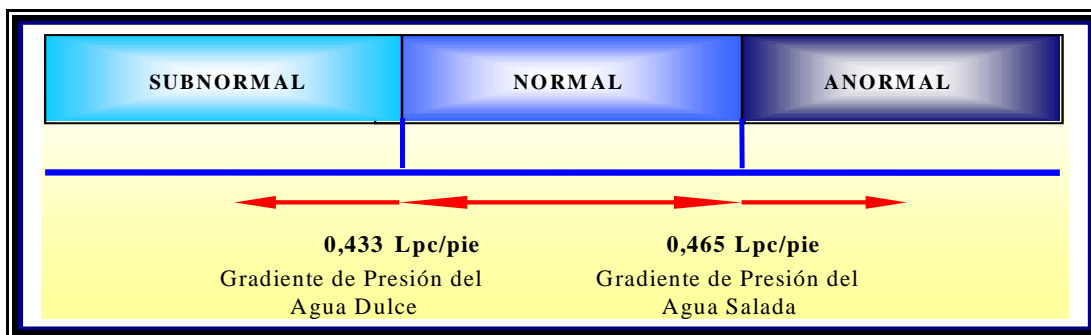 SUBNORMAL NORMAL ANORMAL
0,433 Lpc/pie 0,465 Lpc/pie
Gradiente de Presión del Gradiente de Presión del
Agua Dulce Agua Salada